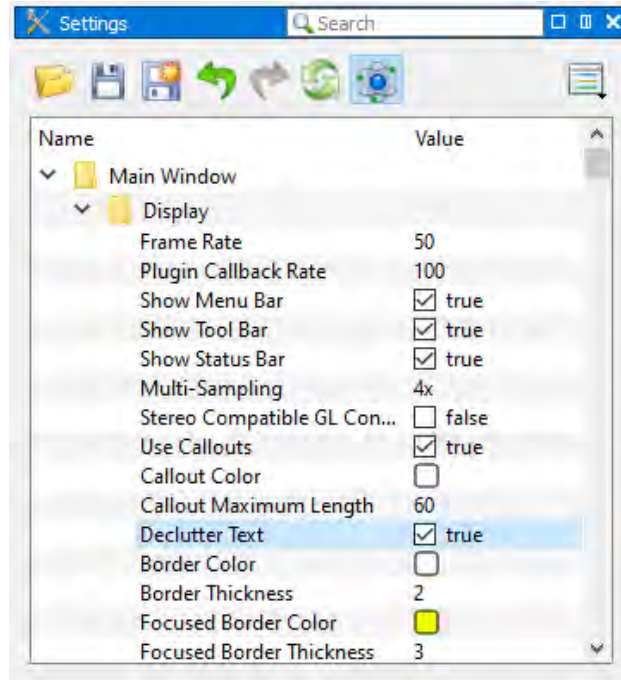 Settings Search
Name Value
Main Window
Display
Frame Rate 50
Plugin Callback Rate 100
Show Menu Bar true
Show Tool Bar true
Show Status Bar true
Multi-Sampling 4x
Stereo Compatible GL Con... false
Use Callouts true
Callout Color
Callout Maximum Length 60
Declutter Text true
Border Color
Border Thickness 2
Focused Border Color
Focused Border Thickness 3